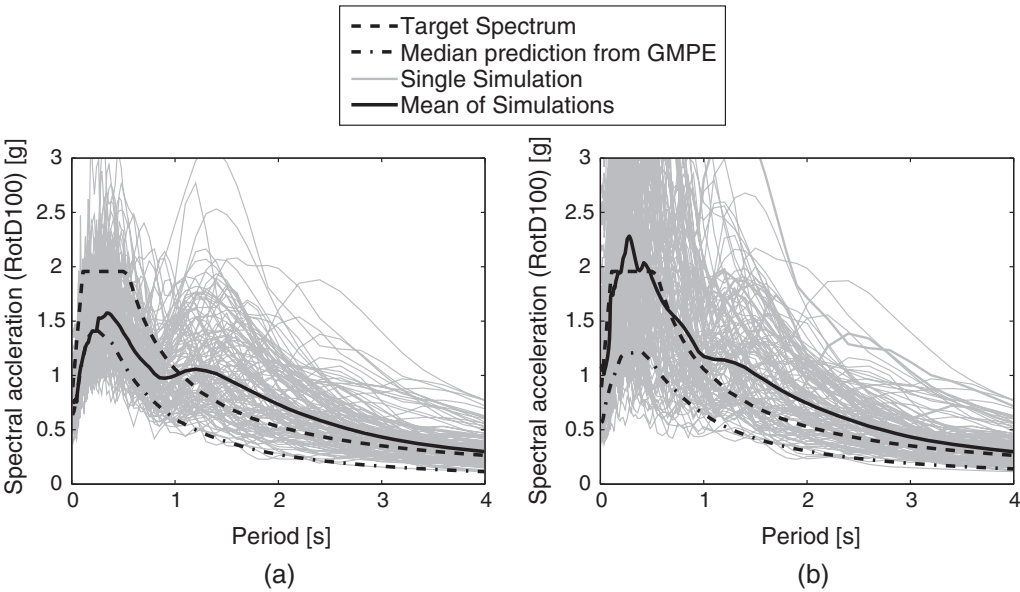 Target Spectrum
Median prediction from GMPE
Single Simulation
Mean of Simulations
Spectral accleration (RotD100) [g]
3
2.5
2
1.5
1
0.5
0
0 1 2 3 4
Period [s]
(a)
Spectral acceleration (RotD100) [g]
3
2.5
2
1.5
1
0.5
0
0 1 2 3 4
Period [s]
(b)